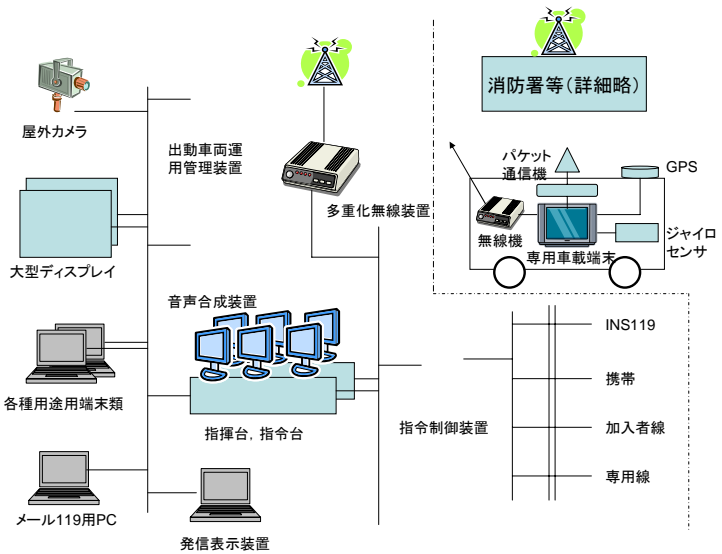 消防署等（詳細略）
屋外カメラ
出動車両運
用管理装置
パケット
通信機
GPS
多重化無線装置
無線機
ジャイロ
センサ
専用車載端末
大型ディスプレイ
音声合成装置
INS119
各種用途用端末類
携帯
指揮台，指令台
指令制御装置
加入者線
専用線
メール119用PC
発信表示装置